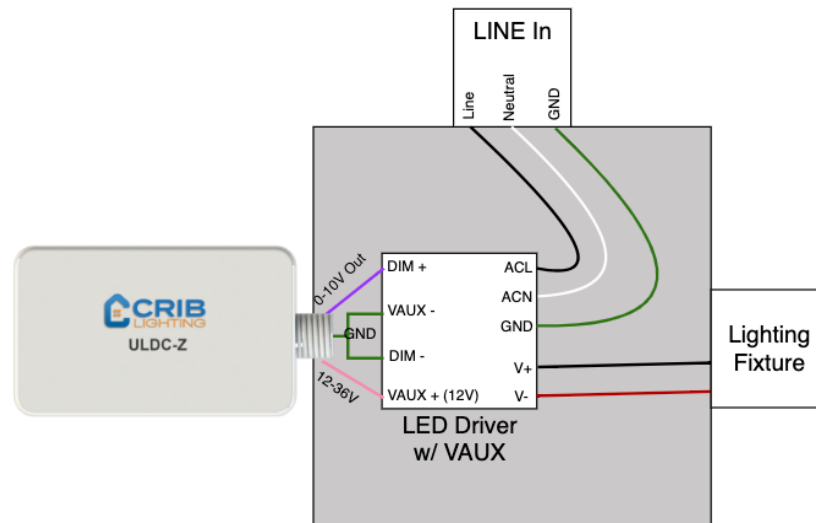 LINE In
Line
Neutral
GND
0-10V Out
DIM +
ACL
ACN
VAUX -
GND
GND
DIM -
V+
12-36V
VAUX + (12V)
V-
LED Driver
w/ VAUX
CRIB
LIGHTING
ULDC-Z
Lighting
Fixture